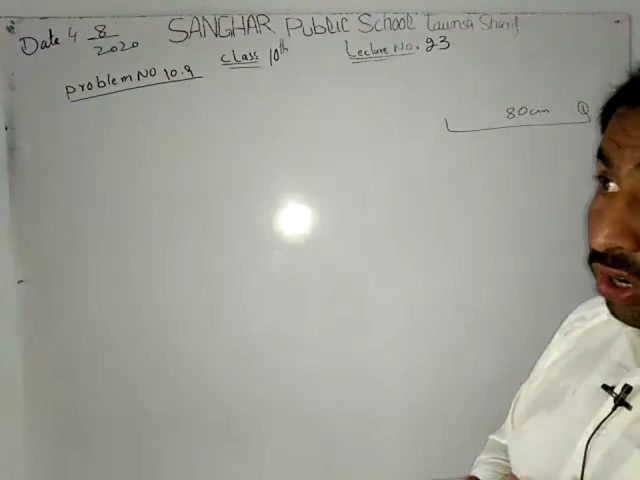 Date 4 8/2020 SANGHAR Public School Taunsa Sharif
Class 10th Lecture No. 23
Problem No 10.9
80cm